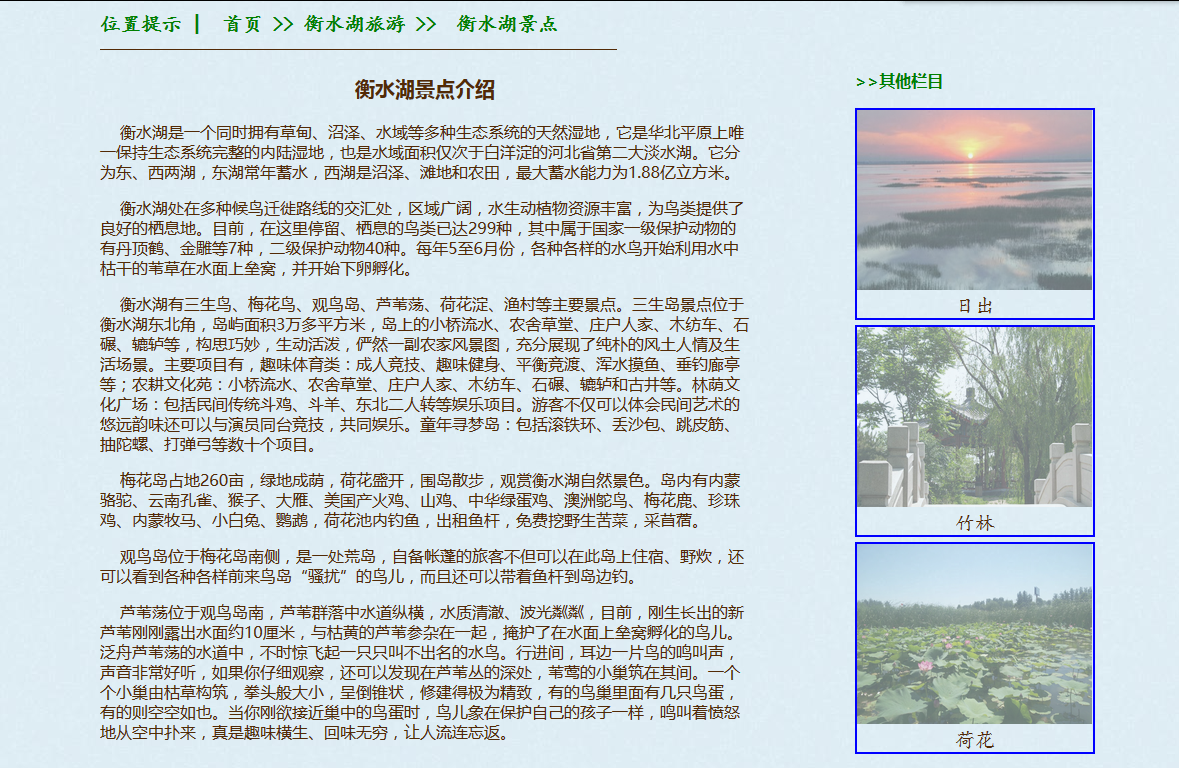 位置提示 | 首页 >> 衡水湖旅游 >> 衡水湖景点
衡水湖景点介绍
衡水湖是一个同时拥有草甸、沼泽、水域等多种生态系统的天然湿地，它是华北平原上唯
一保持生态系统完整的内陆湿地，也是水域面积仅次于白洋淀的河北省第二大淡水湖。它分
为东、西两湖，东湖常年蓄水，西湖是沼泽、滩地和农田，最大蓄水能力为1.88亿立方米。
衡水湖处在多种候鸟迁徙路线的交汇处，区域广阔，水生动植物资源丰富，为鸟类提供了
良好的栖息地。目前，在这里停留、栖息的鸟类已达299种，其中属于国家一级保护动物的
有丹顶鹤、金雕等7种，二级保护动物40种。每年5至6月份，各种各样的水鸟开始利用水中
枯干的苇草在水面上垒窝，并开始下卵孵化。
衡水湖有三生鸟、梅花鸟、观鸟岛、芦苇荡、荷花淀、渔村等主要景点。三生岛景点位于
衡水湖东北角，岛屿面积3万多平方米，岛上的小桥流水、农舍草堂、庄户人家、木纺车、石
碾、辘轳等，构思巧妙，生动活泼，俨然一副农家风景图，充分展现了纯朴的风土人情及生
活场景。主要项目有，趣味体育类：成人竞技、趣味健身、平衡竞渡、浑水摸鱼、垂钓廊亭
等；农耕文化苑：小桥流水、农舍草堂、庄户人家、木纺车、石碾、辘轳和古井等。林荫文
化广场：包括民间传统斗鸡、斗羊、东北二人转等娱乐项目。游客不仅可以体会民间艺术的
悠远韵味还可以与演员同台竞技，共同娱乐。童年寻梦岛：包括滚铁环、丢沙包、跳皮筋、
抽陀螺、打弹弓等数十个项目。
梅花岛占地260亩，绿地成荫，荷花盛开，围岛散步，观赏衡水湖自然景色。岛内有内蒙
骆驼、云南孔雀、猴子、大雁、美国产火鸡、山鸡、中华绿蛋鸡、澳洲鸵鸟、梅花鹿、珍珠
鸡、内蒙牧马、小白兔、鹦鹉，荷花池内钓鱼，出租鱼杆，免费挖野生苦菜，采苜蓿。
观鸟岛位于梅花岛南侧，是一处荒岛，自备帐蓬的旅客不但可以在此岛上住宿、野炊，还
可以看到各种各样前来鸟岛“骚扰”的鸟儿，而且还可以带着鱼杆到岛边钓。
芦苇荡位于观鸟岛南，芦苇群落中水道纵横，水质清澈、波光粼粼，目前，刚生长出的新
芦苇刚刚露出水面约10厘米，与枯黄的芦苇参杂在一起，掩护了在水面上垒窝孵化的鸟儿。
泛舟芦苇荡的水道中，不时惊飞起一只只叫不出名的水鸟。行进间，耳边一片鸟的鸣叫声，
声音非常好听，如果你仔细观察，还可以发现在芦苇丛的深处，苇莺的小巢筑在其间。一个
个小巢由枯草构筑，拳头般大小，呈倒锥状，修建得极为精致，有的鸟巢里面有几只鸟蛋，
有的则空空如也。当你刚欲接近巢中的鸟蛋时，鸟儿象在保护自己的孩子一样，鸣叫着愤怒
地从空中扑来，真是趣味横生、回味无穷，让人流连忘返。
>>其他栏目
日出
竹林
荷花